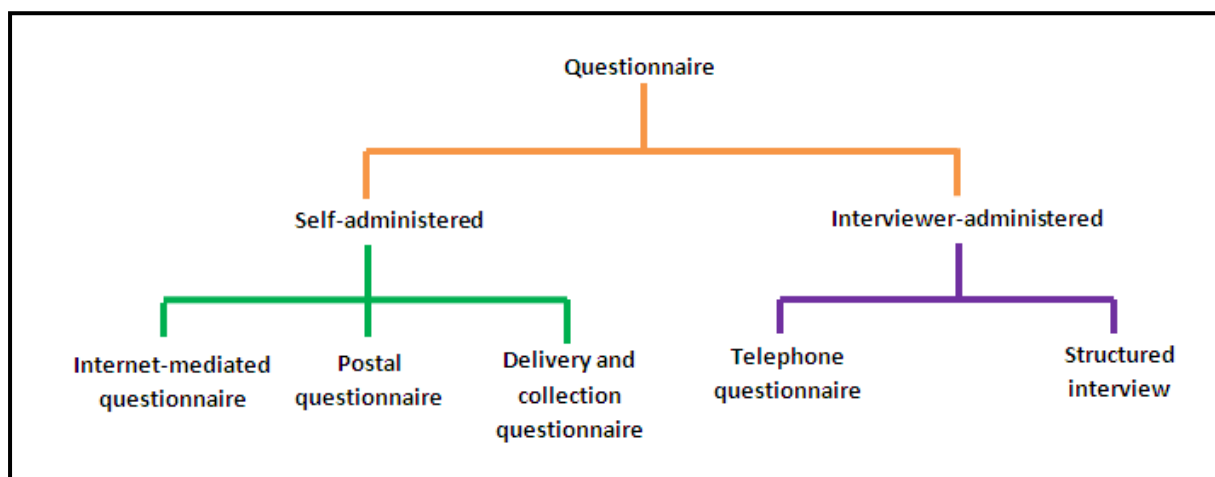 Questionnaire
Self-administered
Interviewer-administered
Internet-mediated
questionnaire
Postal
questionnaire
Delivery and
collection
questionnaire
Telephone
questionnaire
Structured
interview